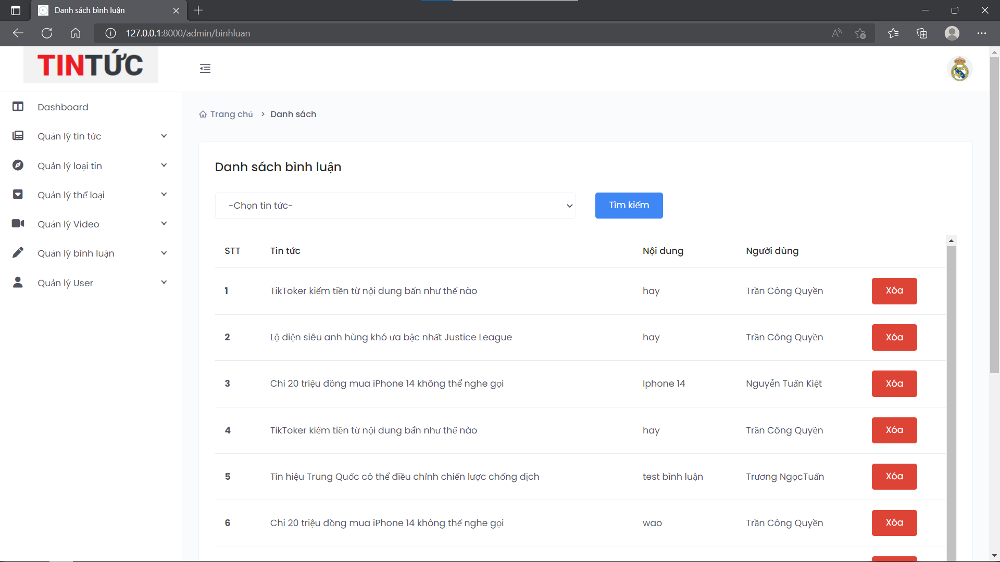 Danh sách bình luận
127.0.0.1:8000/admin/binhluan
TINTỨC
Dashboard
Quản lý tin tức
Quản lý loại tin
Quản lý thể loại
Quản lý Video
Quản lý bình luận
Quản lý User
Trang chủ > Danh sách
Danh sách bình luận
-Chọn tin tức-
Tìm kiếm
STT Tin tức Nội dung Người dùng
1 TikToker kiếm tiền từ nội dung bẩn như thế nào hay Trần Công Quyền Xóa
2 Lộ diện siêu anh hùng khó ưa bậc nhất Justice League hay Trần Công Quyền Xóa
3 Chi 20 triệu đồng mua iPhone 14 không thể nghe gọi Iphone 14 Nguyễn Tuấn Kiệt Xóa
4 TikToker kiếm tiền từ nội dung bẩn như thế nào hay Trần Công Quyền Xóa
5 Tín hiệu Trung Quốc có thể điều chỉnh chiến lược chống dịch test bình luận Trương NgọcTuấn Xóa
6 Chi 20 triệu đồng mua iPhone 14 không thể nghe gọi wao Trần Công Quyền Xóa